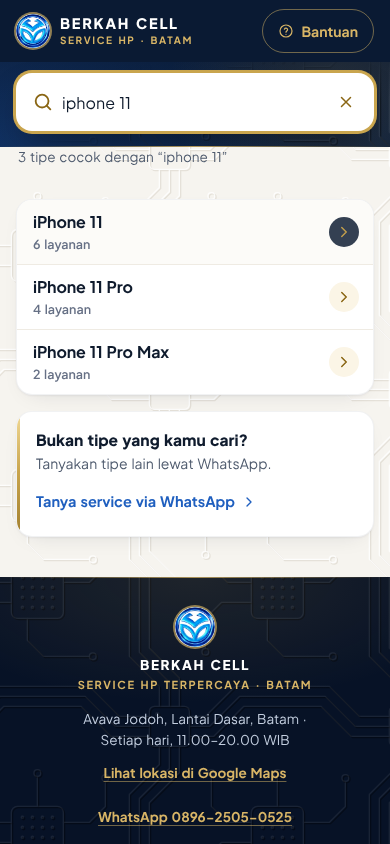 BERKAH CELL
SERVICE HP · BATAM
Bantuan
iphone 11
3 tipe cocok dengan “iphone 11”
iPhone 11
6 layanan
iPhone 11 Pro
4 layanan
iPhone 11 Pro Max
2 layanan
Bukan tipe yang kamu cari?
Tanyakan tipe lain lewat WhatsApp.
Tanya service via WhatsApp
BERKAH CELL
SERVICE HP TERPERCAYA · BATAM
Avava Jodoh, Lantai Dasar, Batam ·
Setiap hari, 11.00–20.00 WIB
Lihat lokasi di Google Maps
WhatsApp 0896-2505-0525